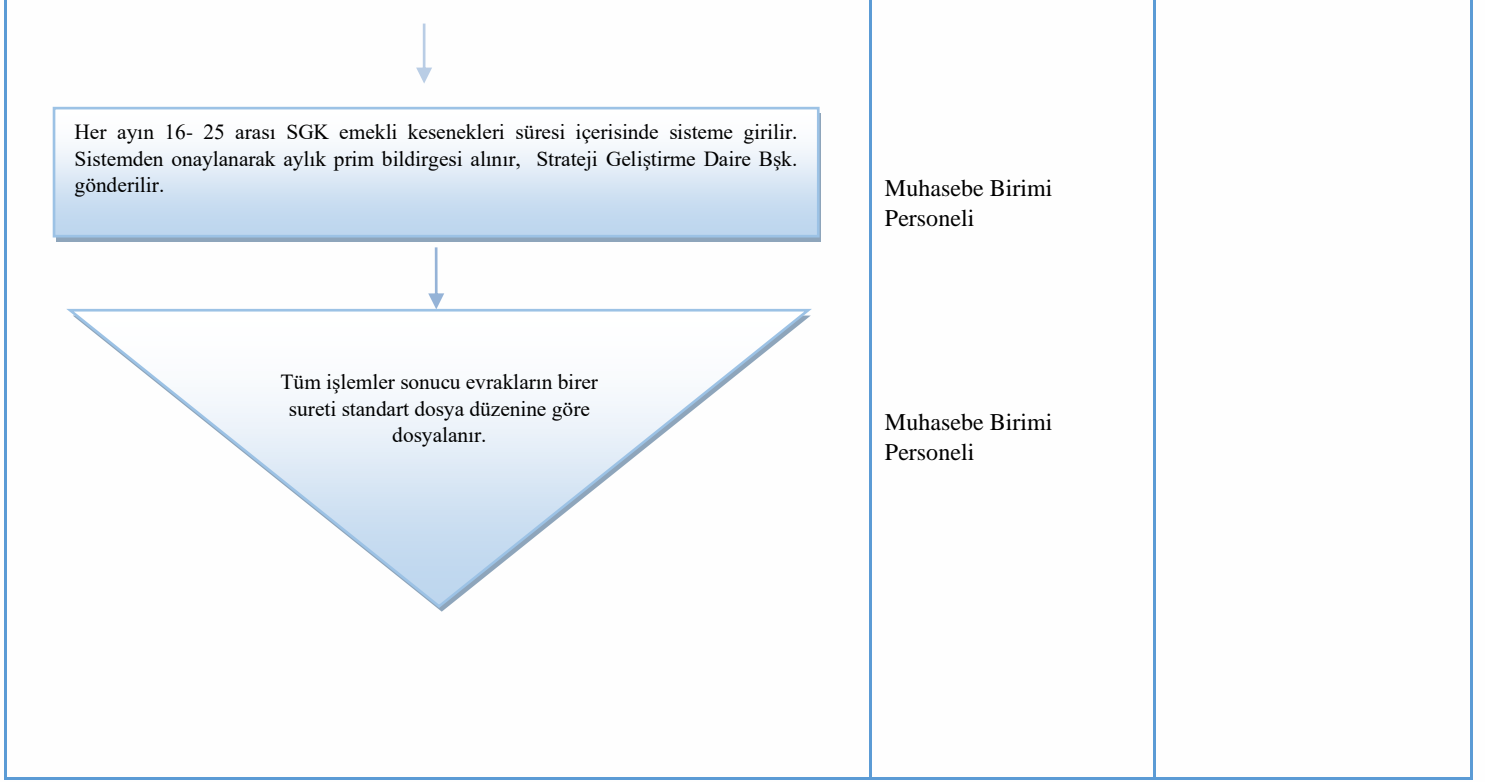 Her ayın 16- 25 arası SGK emekli kesenekleri süresi içerisinde sisteme girilir.
Sistemden onaylanarak aylık prim bildirgesi alınır, Strateji Geliştirme Daire Bşk.
gönderilir.
Muhasebe Birimi
Personeli
Tüm işlemler sonucu evrakların birer
sureti standart dosya düzenine göre
dosyalanır.
Muhasebe Birimi
Personeli